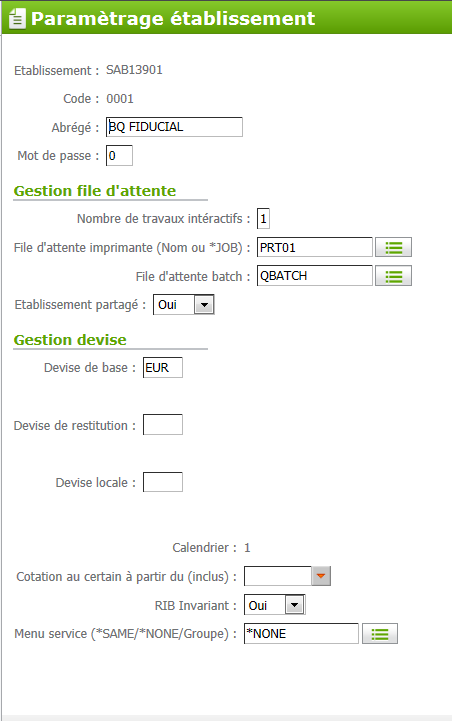 Paramètrage établissement
Etablissement : SAB13901
Code : 0001
Abrégé : BQ FIDUCIAL
Mot de passe : 0
Gestion file d'attente
Nombre de travaux intéractifs : 1
File d'attente imprimante (Nom ou *JOB) : PRT01
File d'attente batch : QBATCH
Etablissement partagé : Oui
Gestion devise
Devise de base : EUR
Devise de restitution :
Devise locale :
Calendrier : 1
Cotation au certain à partir du (inclus) :
RIB Invariant : Oui
Menu service (*SAME/*NONE/Groupe) : *NONE